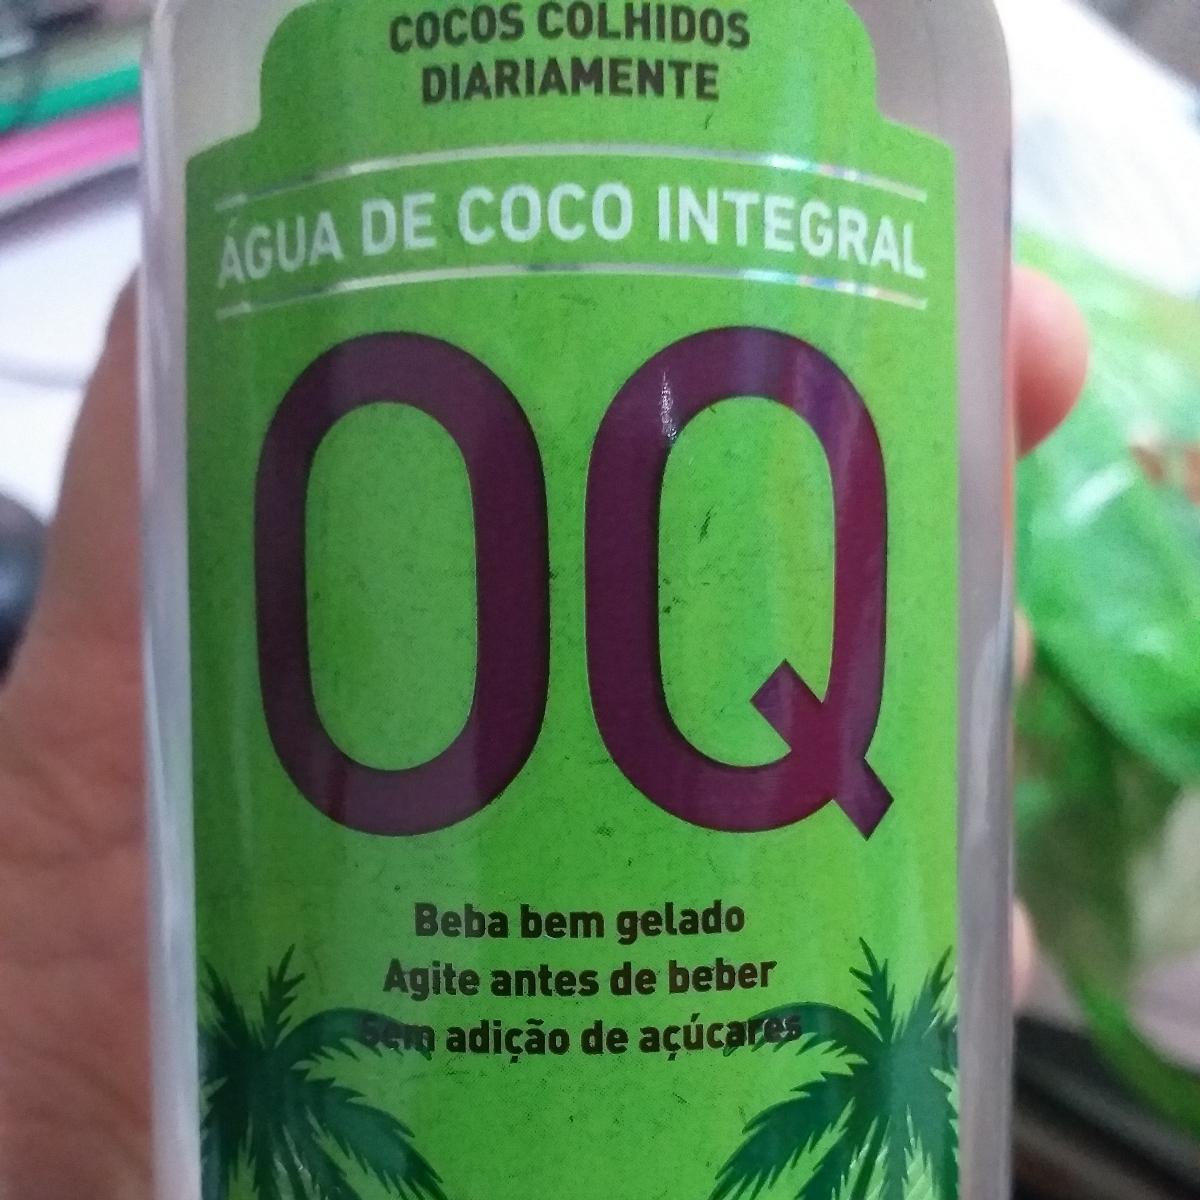 COCOS COLHIDOS
DIARIAMENTE
ÁGUA DE COCO INTEGRAL
OQ
Beba bem gelado
Agite antes de beber
Sem adição de açúcares